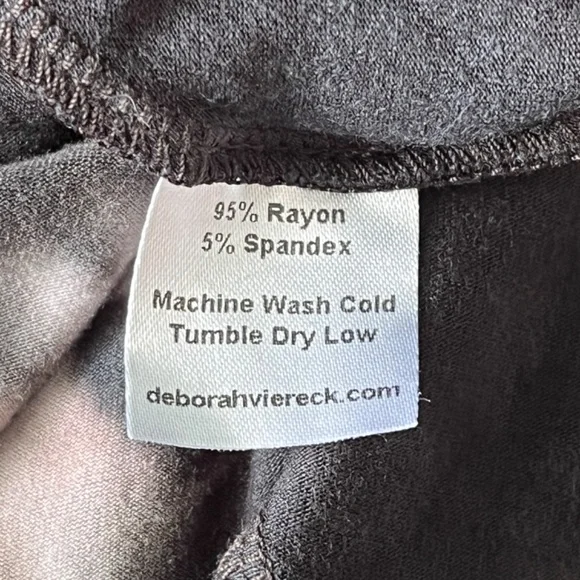 95% Rayon
5% Spandex
Machine Wash Cold
Tumble Dry Low
deborahviereck.com